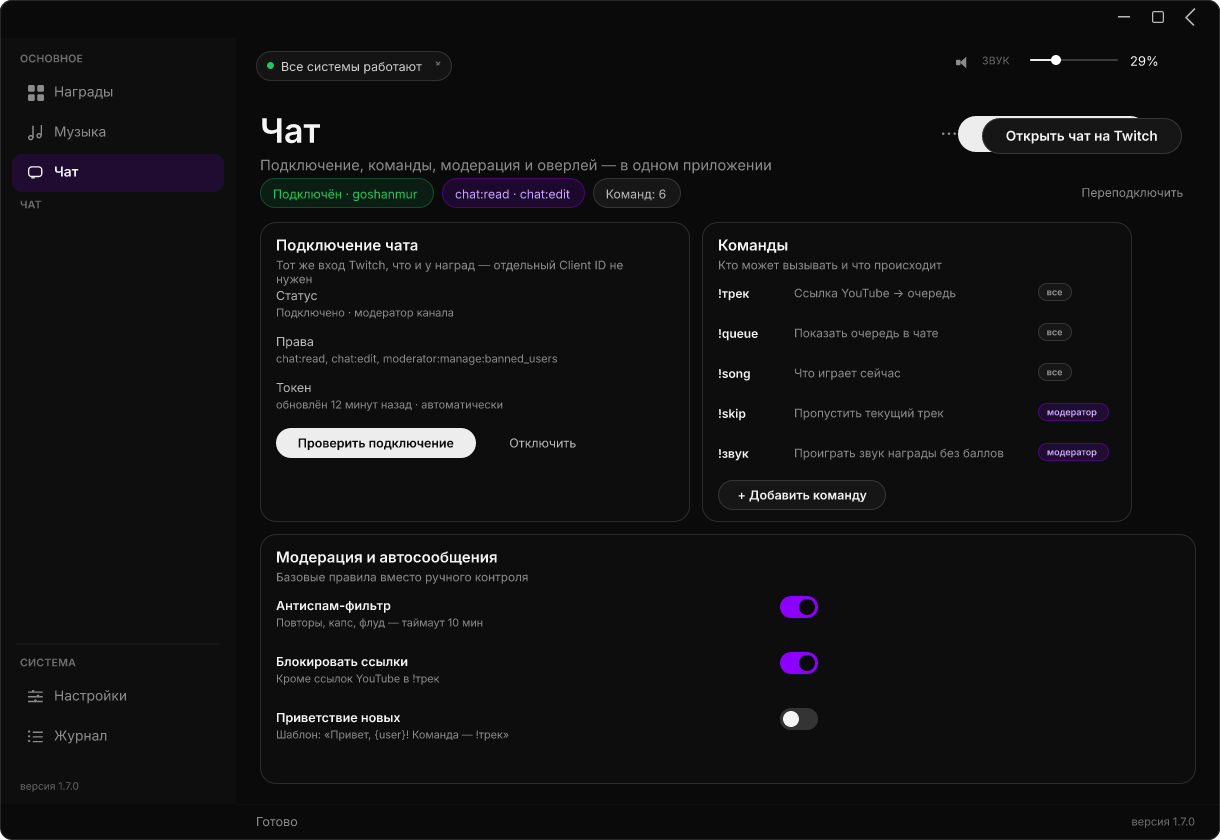 ОСНОВНОЕ
Награды
Музыка
Чат
ЧАТ
СИСТЕМА
Настройки
Журнал
версия 1.7.0
Все системы работают
ЗВУК
29%
Чат
...
Открыть чат на Twitch
Подключение, команды, модерация и оверлей — в одном приложении
Подключён · goshanmur
chat:read · chat:edit
Команд: 6
Переподключить
Подключение чата
Тот же вход Twitch, что и у наград — отдельный Client ID не
нужен
Статус
Подключено · модератор канала
Права
chat:read, chat:edit, moderator:manage:banned_users
Токен
обновлён 12 минут назад · автоматически
Проверить подключение
Отключить
Команды
Кто может вызывать и что происходит
!трек Ссылка YouTube → очередь все
!queue Показать очередь в чате все
!song Что играет сейчас все
!skip Пропустить текущий трек модератор
!звук Проиграть звук награды без баллов модератор
+ Добавить команду
Модерация и автосообщения
Базовые правила вместо ручного контроля
Антиспам-фильтр
Повторы, капс, флуд — таймаут 10 мин
Блокировать ссылки
Кроме ссылок YouTube в !трек
Приветствие новых
Шаблон: «Привет, {user}! Команда — !трек»
Готово
версия 1.7.0